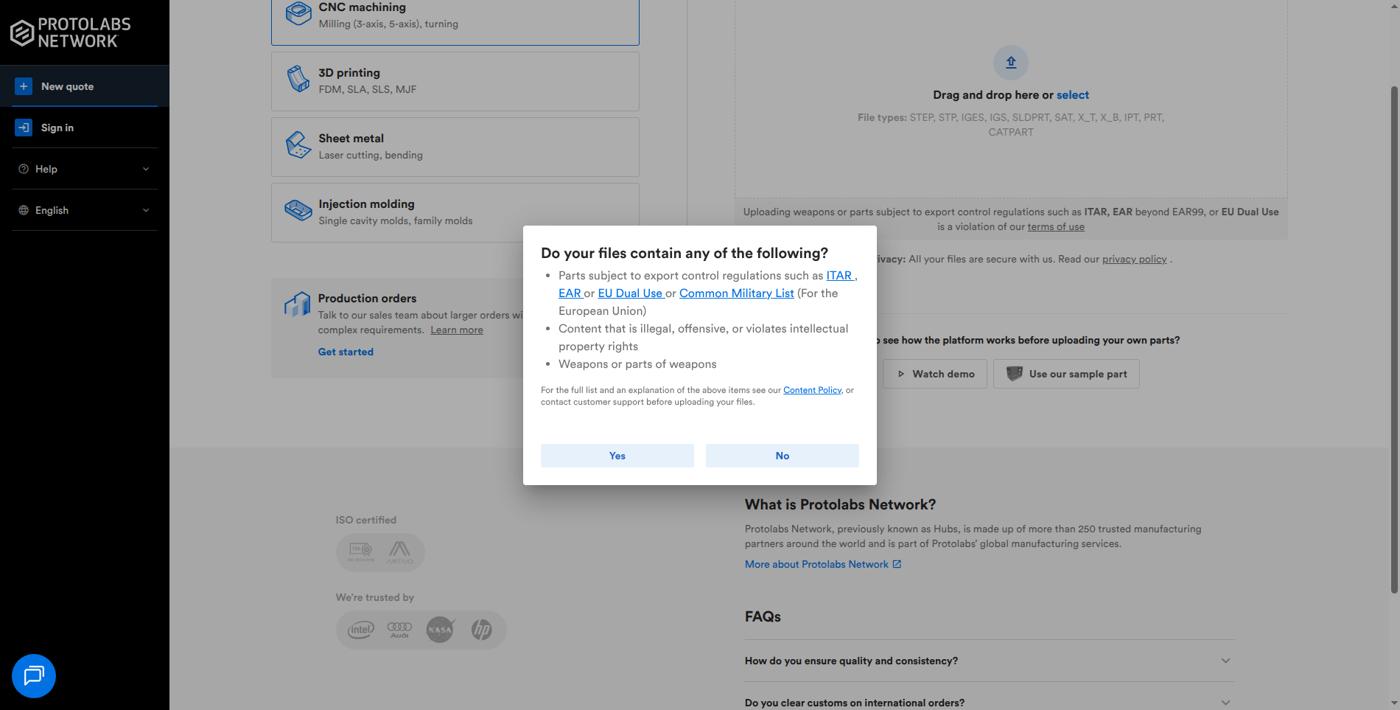 PROTOLABS
NETWORK
New quote
Sign in
Help
English
CNC machining
Milling (3-axis, 5-axis), turning
3D printing
FDM, SLA, SLS, MJF
Sheet metal
Laser cutting, bending
Injection molding
Single cavity molds, family molds
Production orders
Talk to our sales team about larger orders wi
complex requirements. Learn more
Get started
Drag and drop here or select
File types: STEP, STP, IGES, IGS, SLDPRT, SAT, X_T, X_B, IPT, PRT,
CATPART
Uploading weapons or parts subject to export control regulations such as ITAR, EAR beyond EAR99, or EU Dual Use
is a violation of our terms of use
ivacy: All your files are secure with us. Read our privacy policy .
o see how the platform works before uploading your own parts?
Watch demo
Use our sample part
Do your files contain any of the following?
• Parts subject to export control regulations such as ITAR ,
EAR or EU Dual Use or Common Military List (For the
European Union)
• Content that is illegal, offensive, or violates intellectual
property rights
• Weapons or parts of weapons
For the full list and an explanation of the above items see our Content Policy, or
contact customer support before uploading your files.
Yes
No
ISO certified
We're trusted by
intel
Audi
NASA
hp
What is Protolabs Network?
Protolabs Network, previously known as Hubs, is made up of more than 250 trusted manufacturing
partners around the world and is part of Protolabs' global manufacturing services.
More about Protolabs Network
FAQs
How do you ensure quality and consistency?
Do you clear customs on international orders?